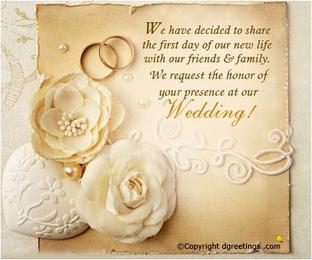 We have decided to share
the first day of our new life
with our friends & family.
We request the honor of
your presence at our
Wedding!
©Copyright dgreetings.com